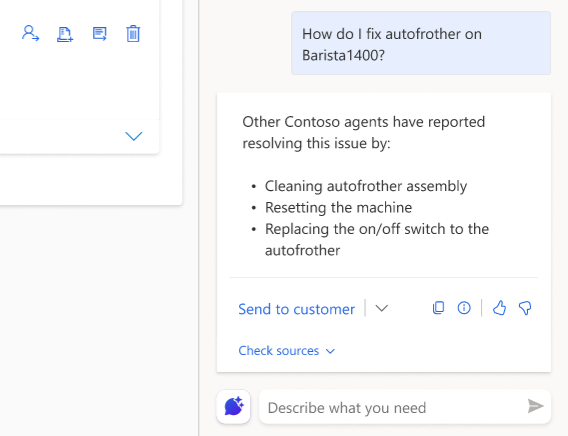 How do I fix autofrother on
Barista1400?
Other Contoso agents have reported
resolving this issue by:
• Cleaning autofrother assembly
• Resetting the machine
• Replacing the on/off switch to the
autofrother
Send to customer
Check sources
Describe what you need